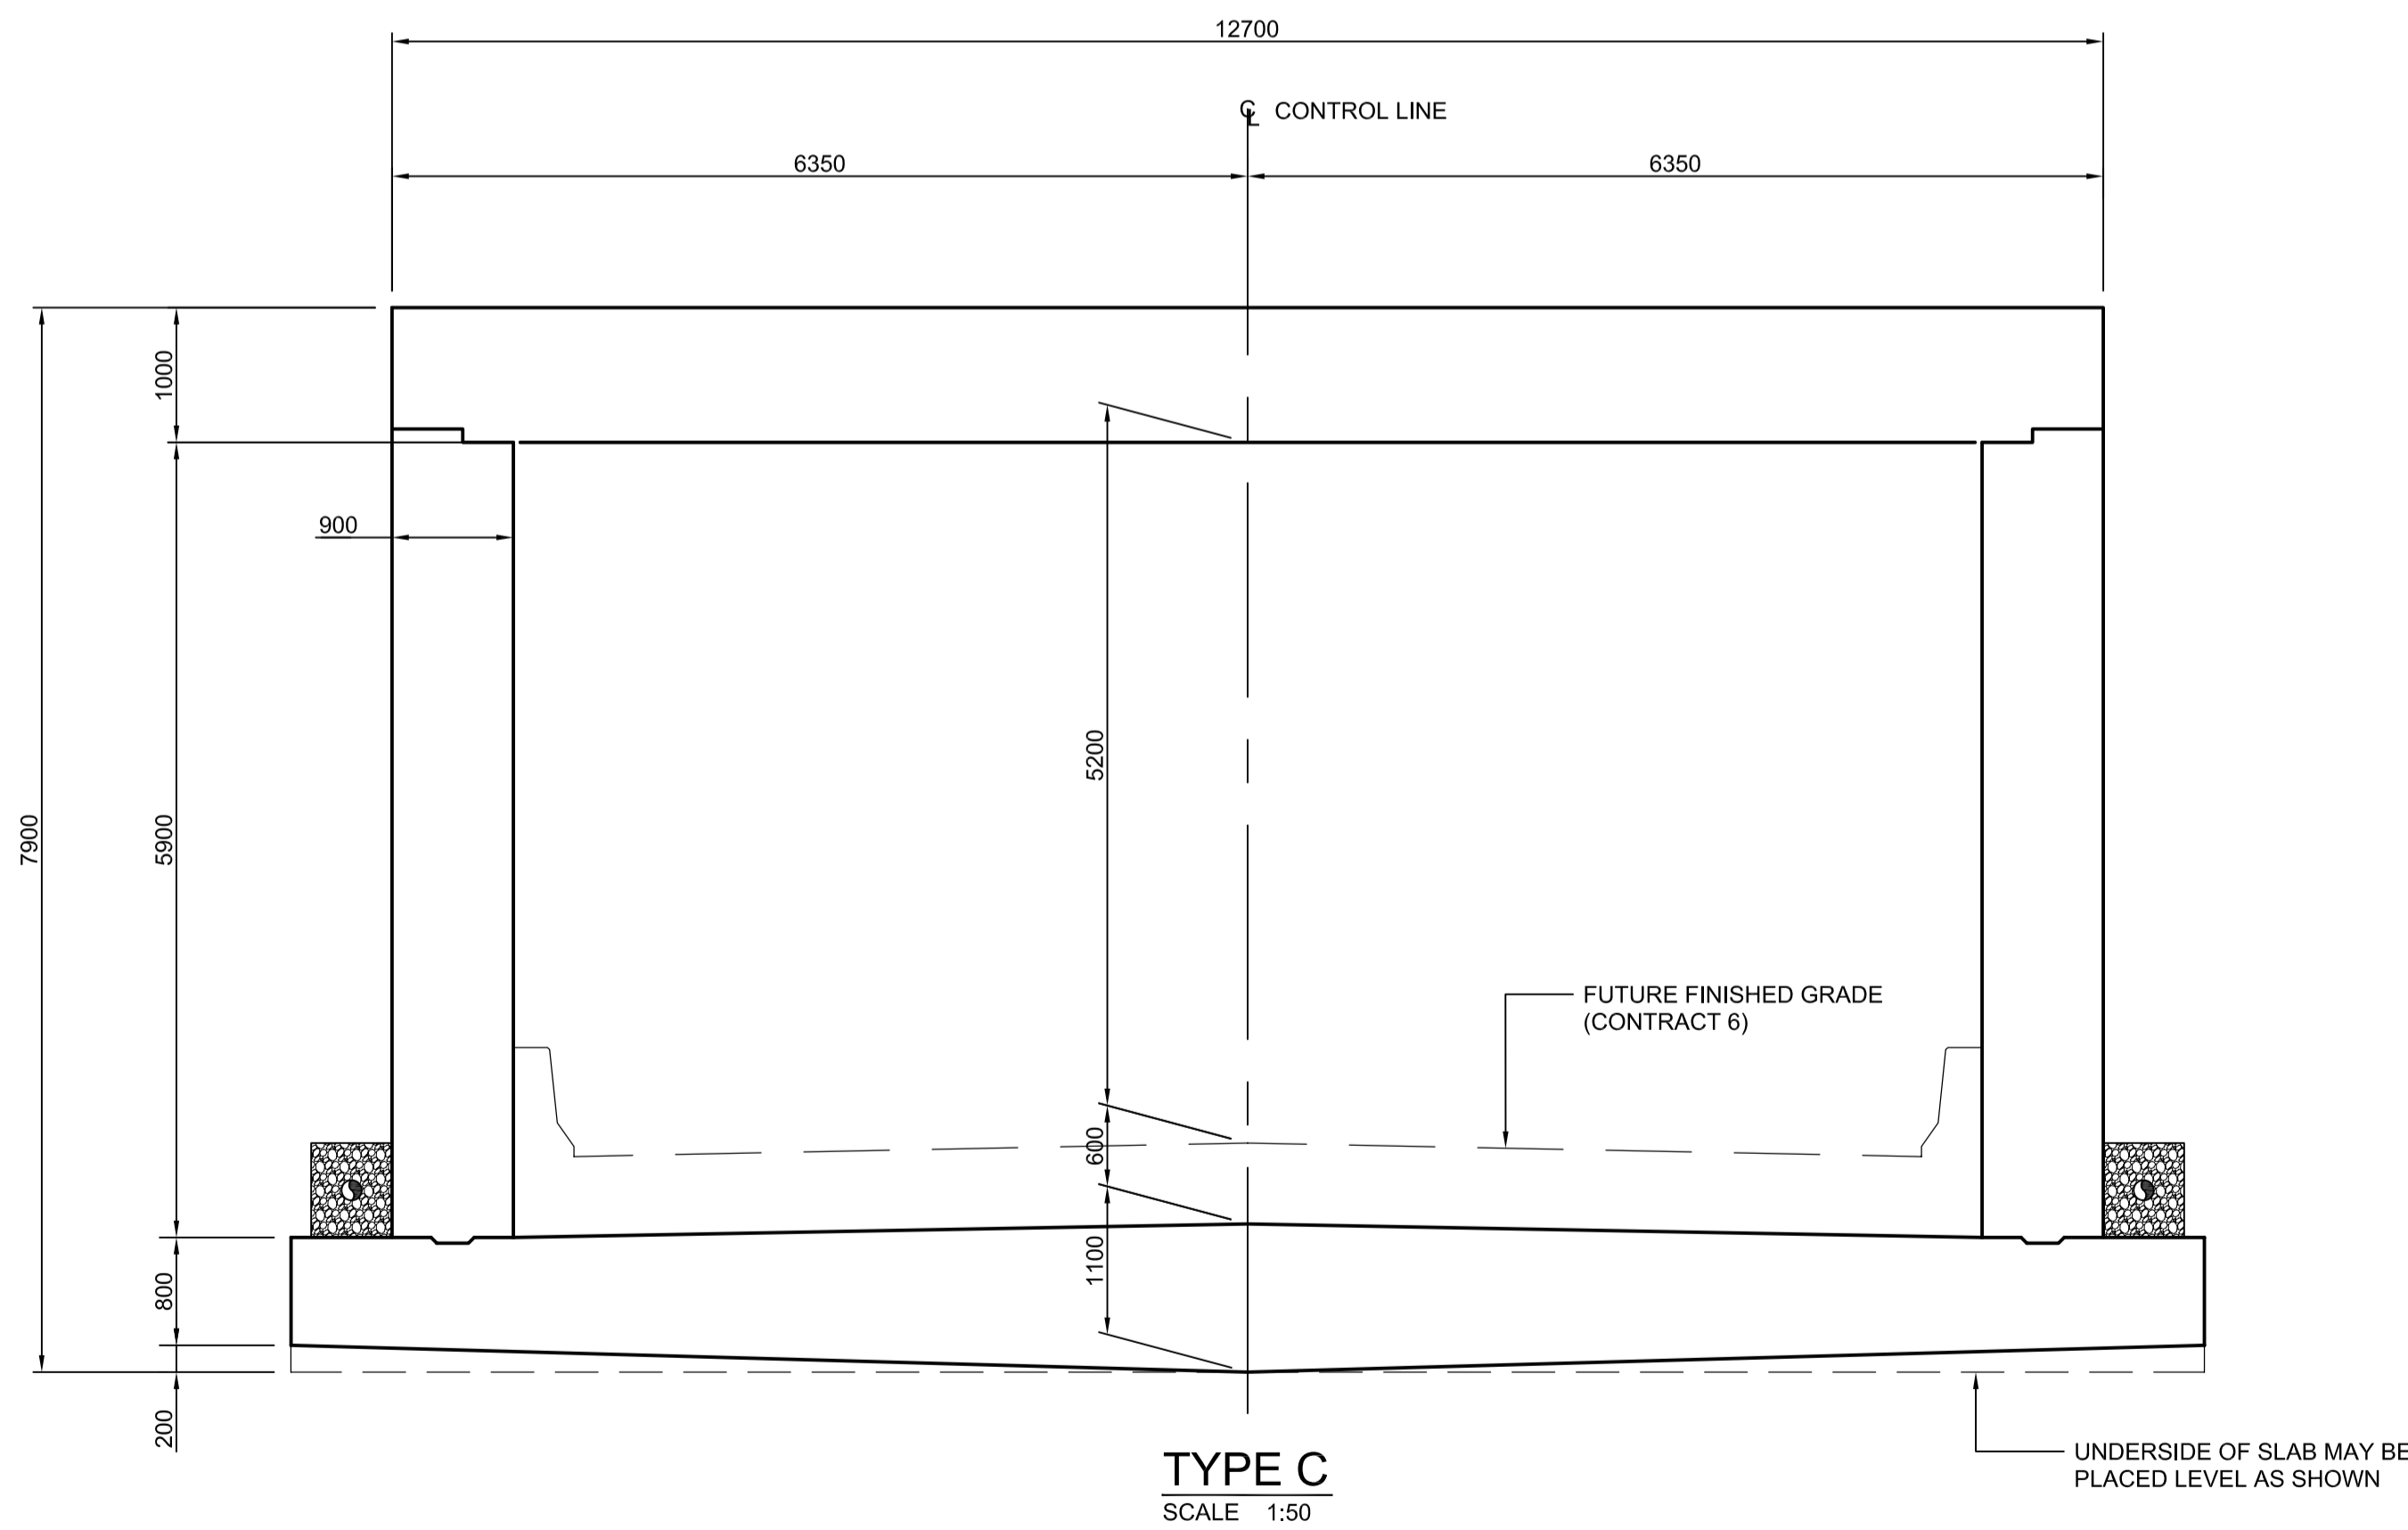 12700
℄ CONTROL LINE
6350
6350
1000
900
5200
7900
5900
FUTURE FINISHED GRADE
(CONTRACT 6)
600
1100
800
200
TYPE C
SCALE 1:50
UNDERSIDE OF SLAB MAY BE
PLACED LEVEL AS SHOWN